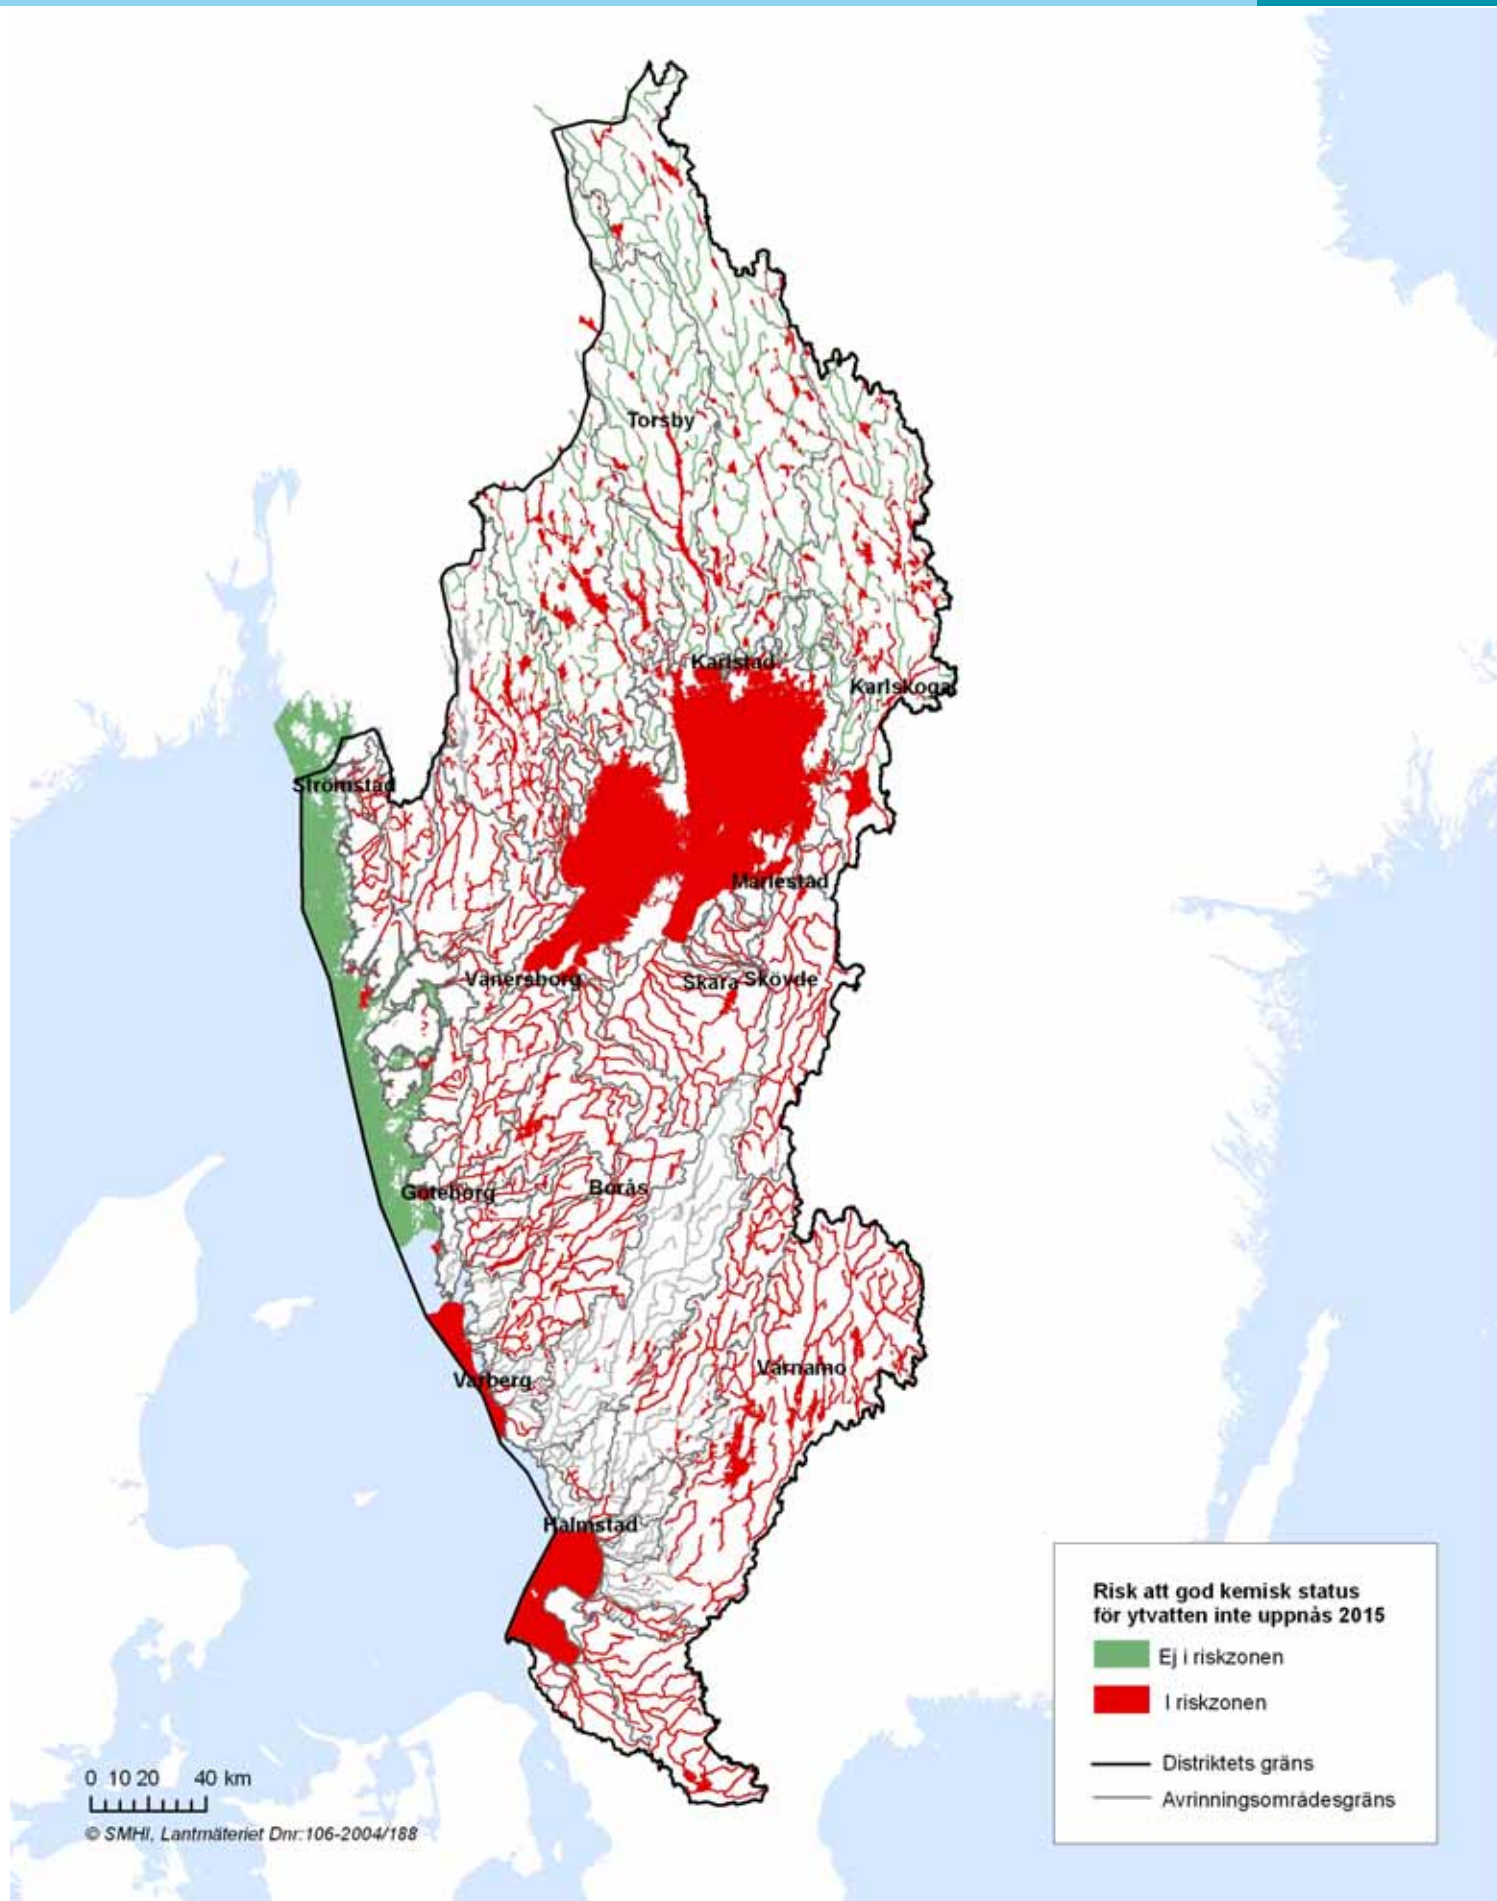 Torsby
Karlstad
Karlskoga
Strömstad
Mariestad
Vänersborg
Skara
Skövde
Göteborg
Borås
Värnamo
Varberg
Halmstad
Risk att god kemisk status
för ytvatten inte uppnås 2015
Ej i riskzonen
I riskzonen
Distriktets gräns
Avrinningsområdesgräns
0 10 20 40 km
© SMHI, Lantmäteriet Dnr:106-2004/188